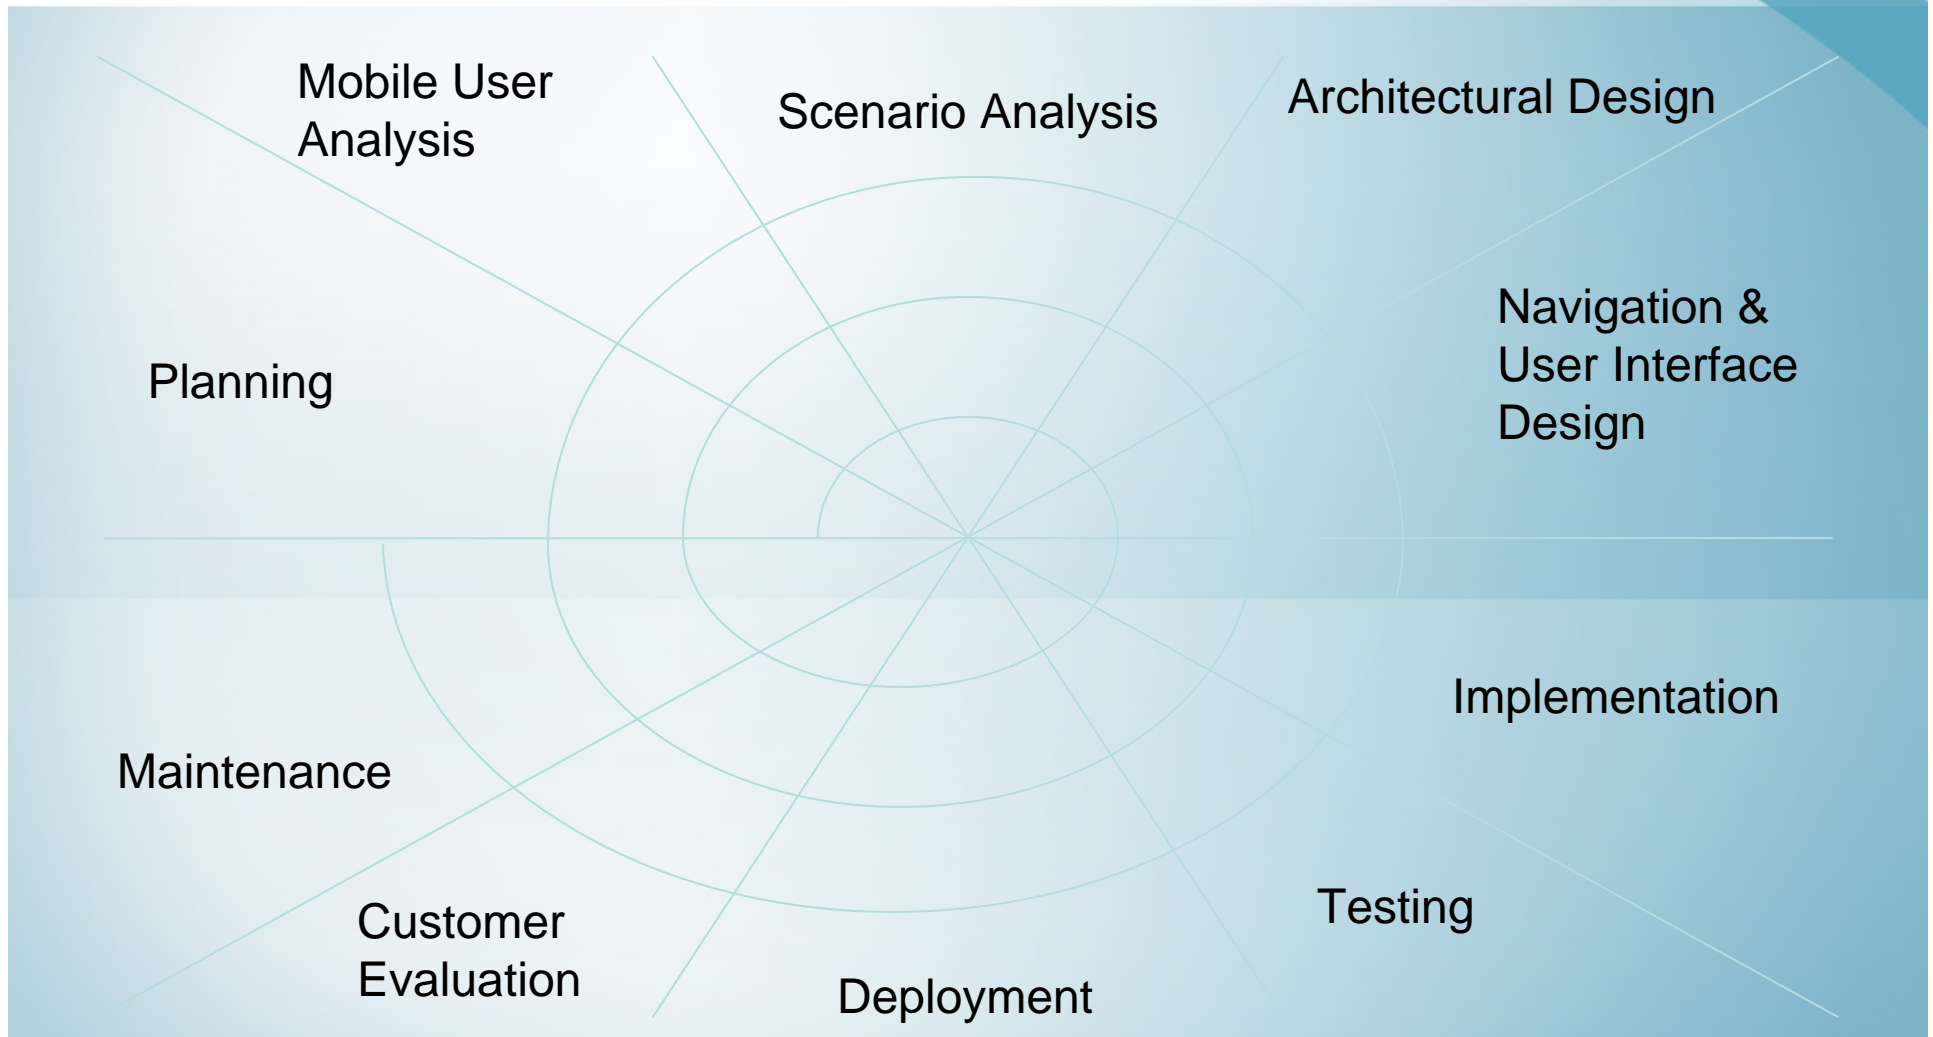 Mobile User
Analysis
Scenario Analysis
Architectural Design
Navigation &
User Interface
Design
Planning
Implementation
Maintenance
Testing
Customer
Evaluation
Deployment